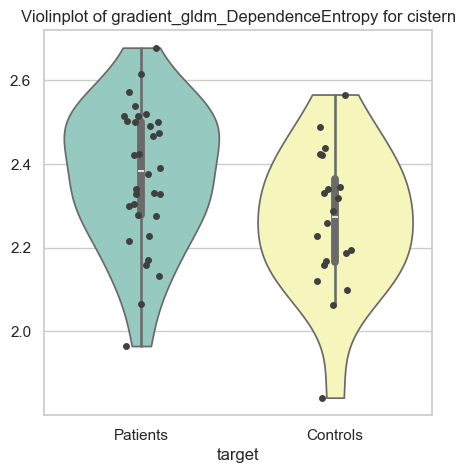 Violinplot of gradient_gldm_DependenceEntropy for cistern
2.6
2.4
2.2
2.0
Patients
Controls
target